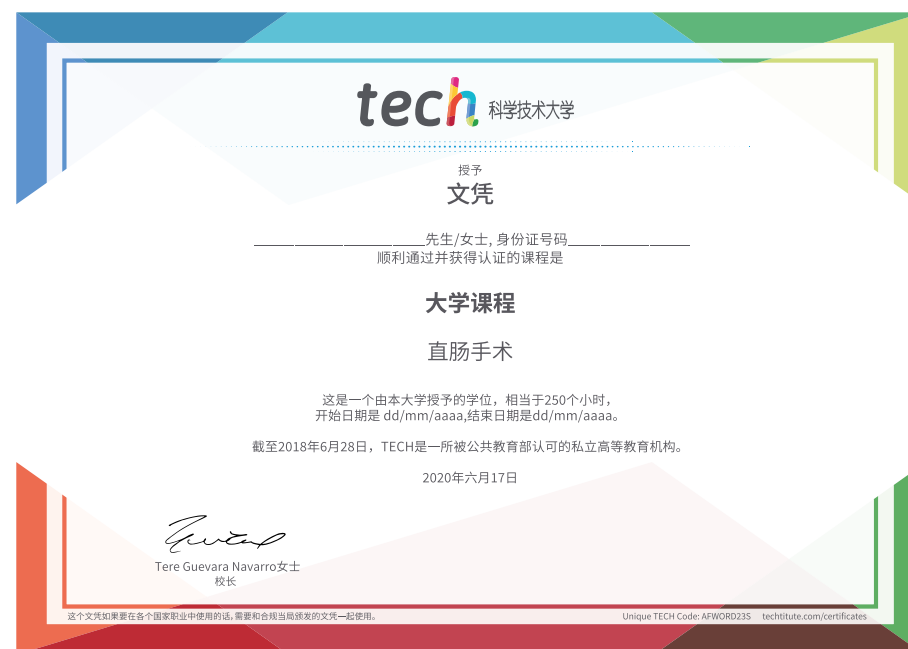 tech 科学技术大学
授予
文凭
_____________________先生/女士, 身份证号码_______________
顺利通过并获得认证的课程是
大学课程
直肠手术
这是一个由本大学授予的学位，相当于250个小时，
开始日期是 dd/mm/aaaa,结束日期是dd/mm/aaaa。
截至2018年6月28日，TECH是一所被公共教育部认可的私立高等教育机构。
2020年六月17日
Tere Guevara Navarro女士
校长
这个文凭如果要在各个国家职业中使用的话,需要和合规当局颁发的文凭一起使用。
Unique TECH Code: AFWORD23S techtitute.com/certificates